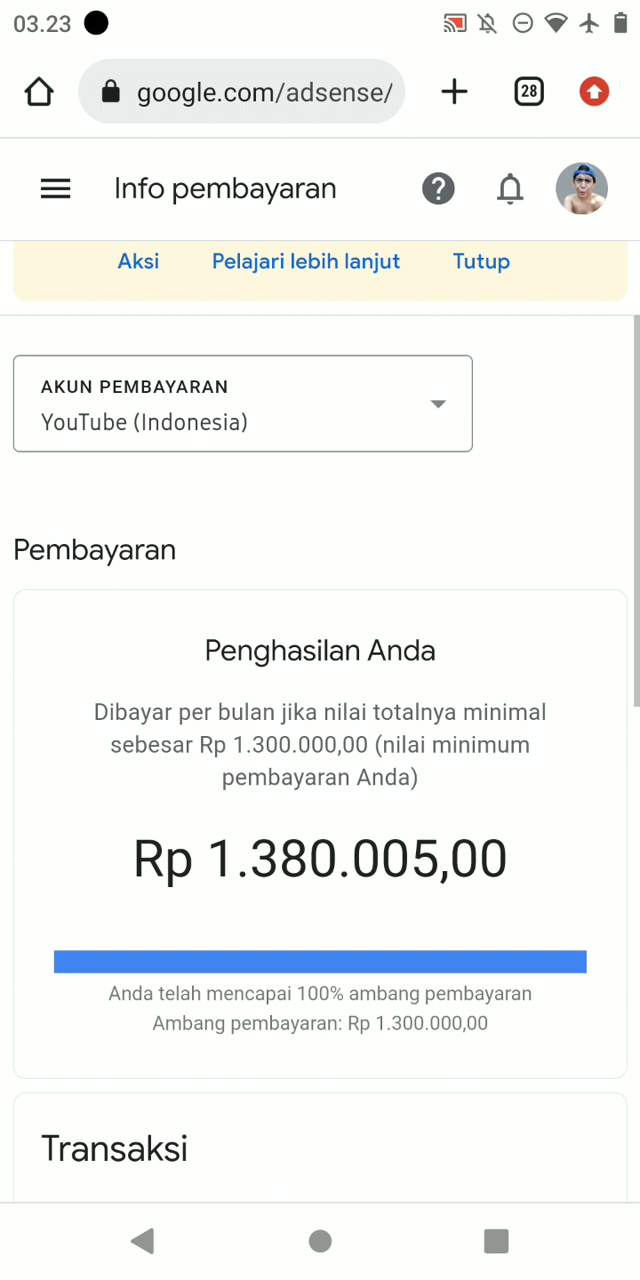 03.23
google.com/adsense/
28
Info pembayaran
Aksi
Pelajari lebih lanjut
Tutup
AKUN PEMBAYARAN
YouTube (Indonesia)
Pembayaran
Penghasilan Anda
Dibayar per bulan jika nilai totalnya minimal
sebesar Rp 1.300.000,00 (nilai minimum
pembayaran Anda)
Rp 1.380.005,00
Anda telah mencapai 100% ambang pembayaran
Ambang pembayaran: Rp 1.300.000,00
Transaksi